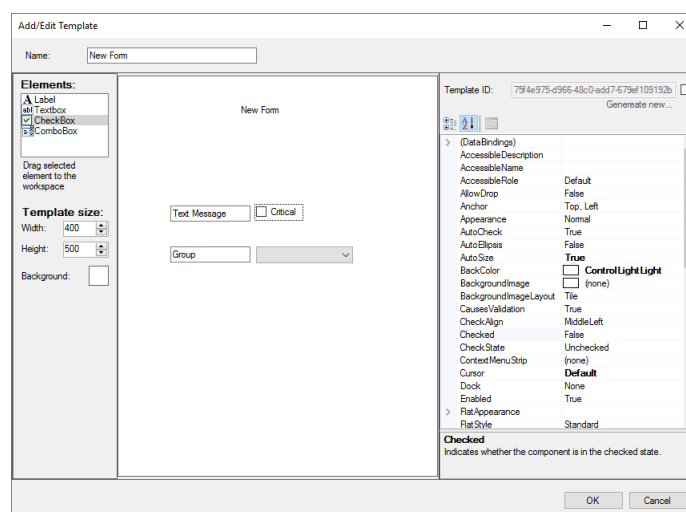 Add/Edit Template
Name: New Form
Elements:
Label
Textbox
CheckBox
ComboBox
Drag selected
element to the
workspace
Template size:
Width: 400
Height: 500
Background:
New Form
Text Message Critical
Group
Template ID: 75f4e975-d966-48c0-add7-679ef109192b
Genereate new...
(DataBindings)
AccessibleDescription
AccessibleName
AccessibleRole Default
AllowDrop False
Anchor Top, Left
Appearance Normal
AutoCheck True
AutoEllipsis False
AutoSize True
BackColor ControlLightLight
BackgroundImage (none)
BackgroundImageLayout Tile
CausesValidation True
CheckAlign MiddleLeft
Checked False
CheckState Unchecked
ContextMenuStrip (none)
Cursor Default
Dock None
Enabled True
FlatAppearance
FlatStyle Standard
Checked
Indicates whether the component is in the checked state.
OK Cancel